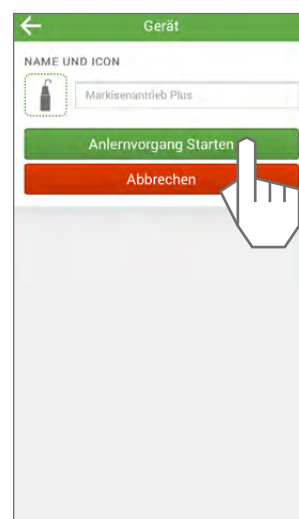 Gerät
NAME UND ICON
Markisenantrieb Plus
Anlernvorgang Starten
Abbrechen